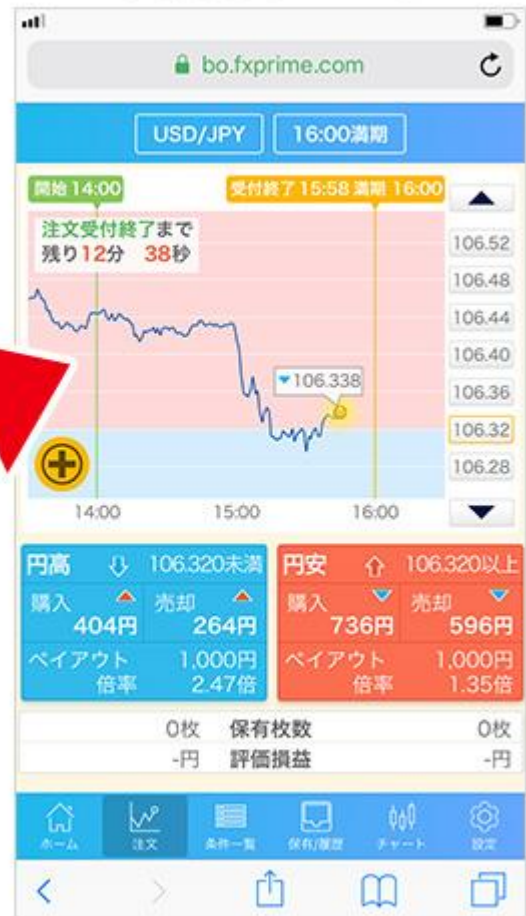 bo.fxprime.com
USD/JPY 16:00満期
開始 14:00 受付終了 15:58 満期 16:00
注文受付終了まで
残り12分 38秒
106.52
106.48
106.44
106.40
106.338
106.36
106.32
106.28
14:00 15:00 16:00
円高 106.320未満 円安 106.320以上
購入 売却 購入 売却
404円 264円 736円 596円
ペイアウト 1,000円 ペイアウト 1,000円
倍率 2.47倍 倍率 1.35倍
0枚 保有枚数 0枚
-円 評価損益 -円
ホーム 注文 条件一覧 保有/履歴 チャート 設定